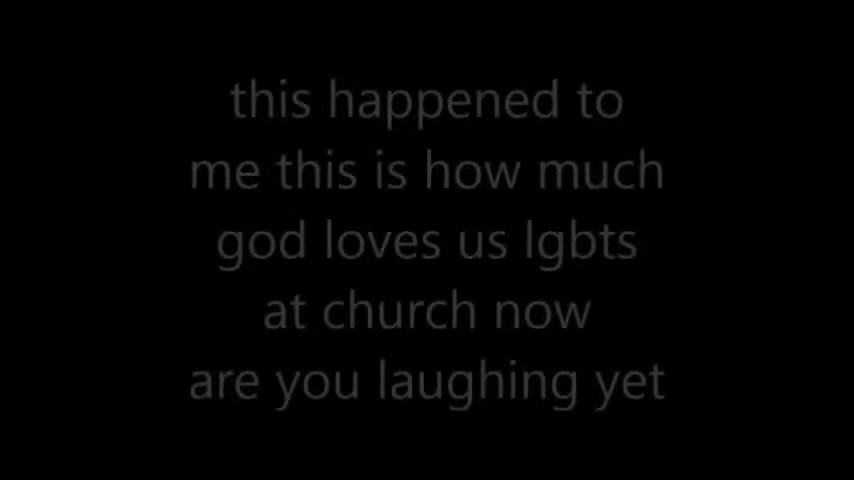 this happened to
me this is how much
god loves us lgbts
at church now
are you laughing yet